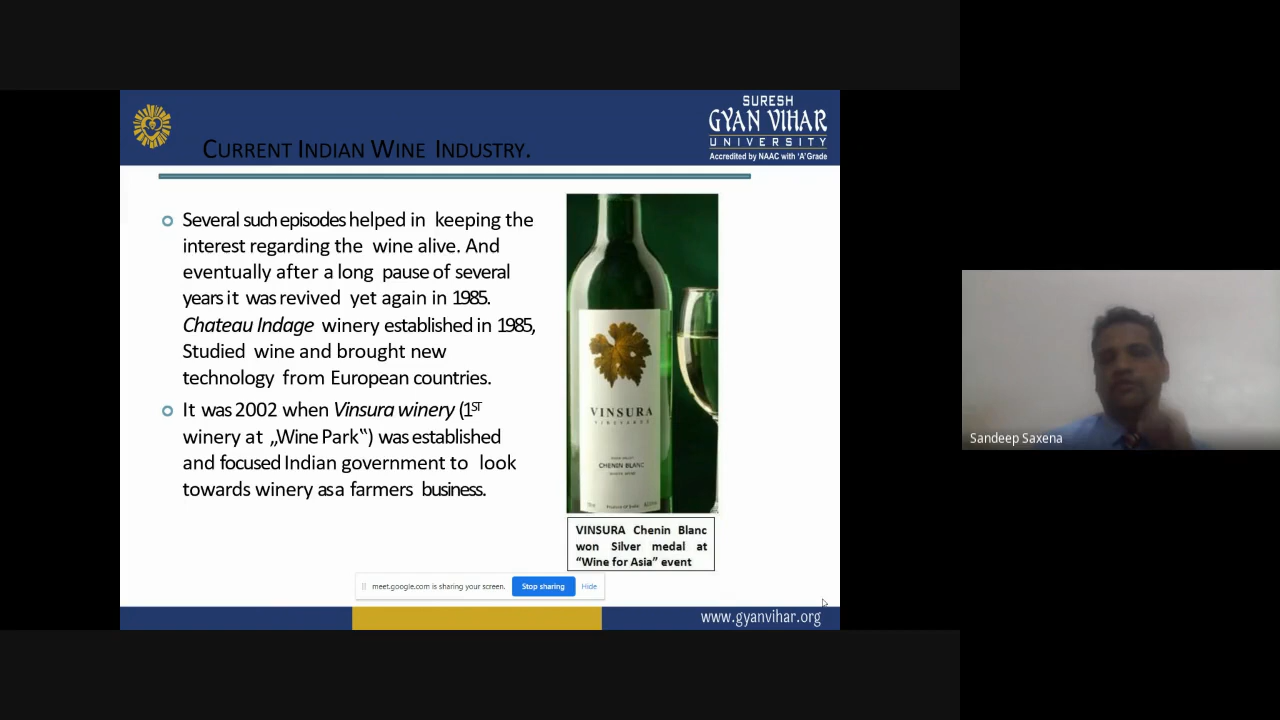 SURESH
GYAN VIHAR
UNIVERSITY
Accredited by NAAC with 'A' Grade
CURRENT INDIAN WINE INDUSTRY.
Several such episodes helped in keeping the
interest regarding the wine alive. And
eventually after a long pause of several
years it was revived yet again in 1985.
Chateau Indage winery established in 1985,
Studied wine and brought new
technology from European countries.
It was 2002 when Vinsura winery (1ST
winery at „Wine Park‟) was established
and focused Indian government to look
towards winery as a farmers business.
VINSURA
VINEYARDS
CHENIN BLANC
VINSURA Chenin Blanc
won Silver medal at
"Wine for Asia" event
meet.google.com is sharing your screen. Stop sharing Hide
www.gyanvihar.org
Sandeep Saxena